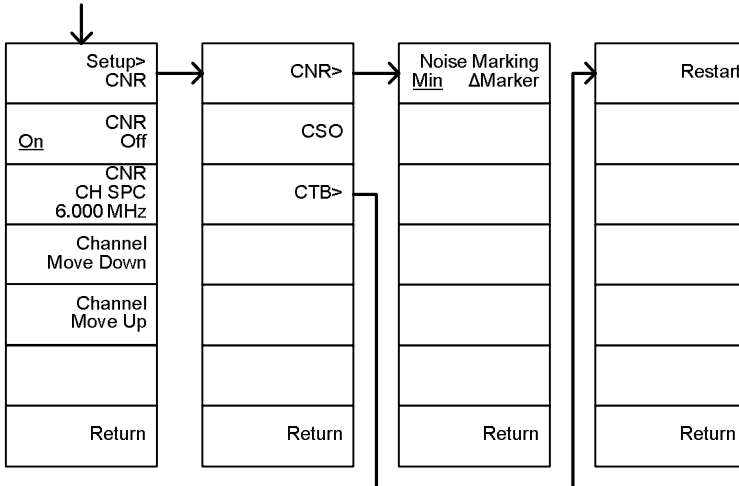 Setup>
CNR
CNR
On Off
CNR
CH SPC
6.000 MHz
Channel
Move Down
Channel
Move Up
Return
CNR>
CSO
CTB>
Return
Noise Marking
Min ΔMarker
Return
Restart
Return